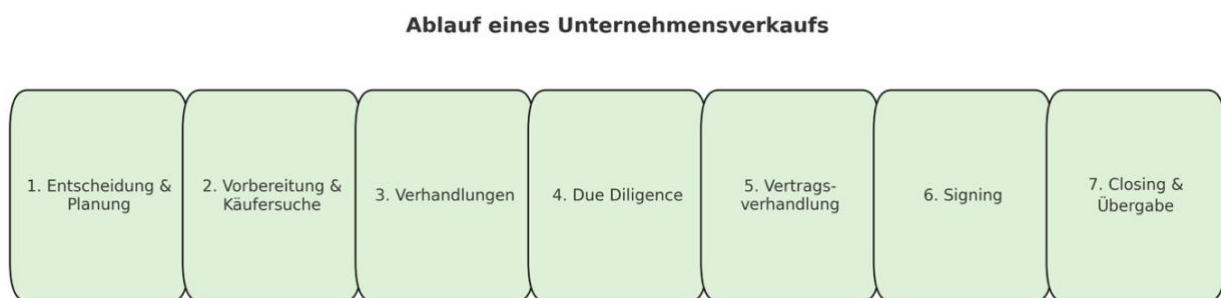 Ablauf eines Unternehmensverkaufs
1. Entscheidung &
Planung
2. Vorbereitung &
Käufersuche
3. Verhandlungen
4. Due Diligence
5. Vertrags-
verhandlung
6. Signing
7. Closing &
Übergabe